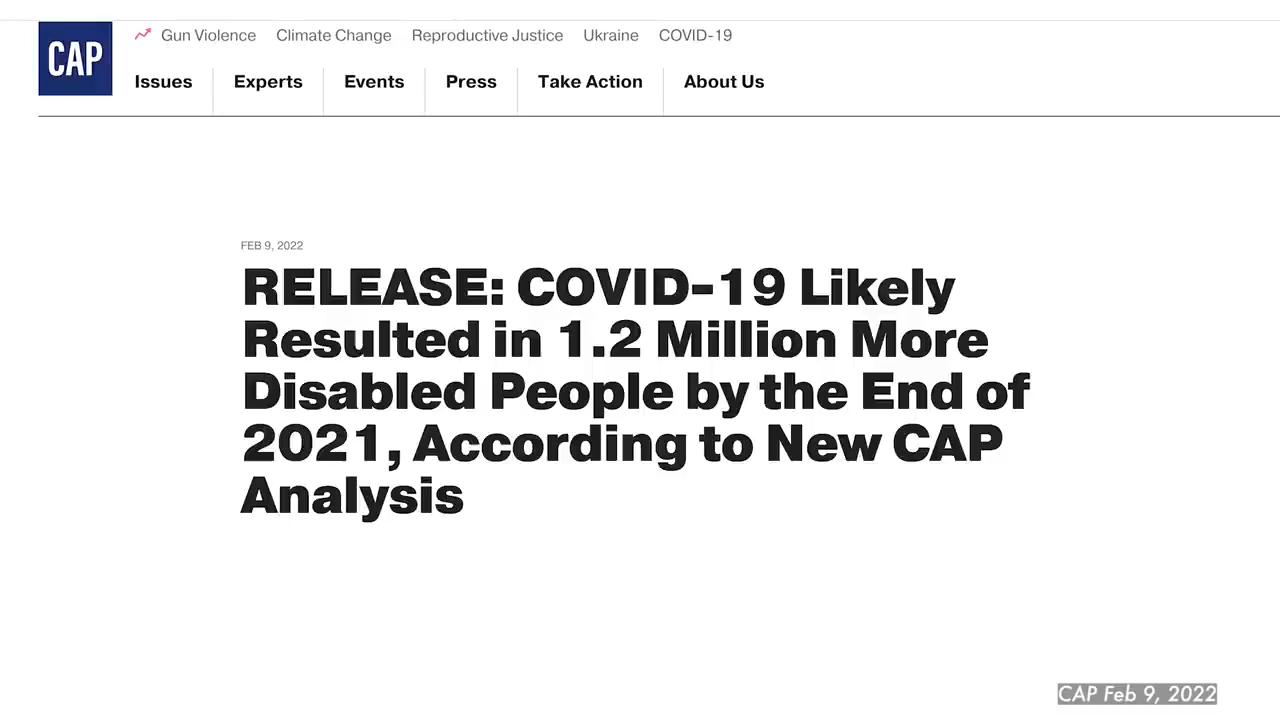 CAP
Gun Violence Climate Change Reproductive Justice Ukraine COVID-19
Issues Experts Events Press Take Action About Us
FEB 9, 2022
RELEASE: COVID-19 Likely
Resulted in 1.2 Million More
Disabled People by the End of
2021, According to New CAP
Analysis
CAP Feb 9, 2022